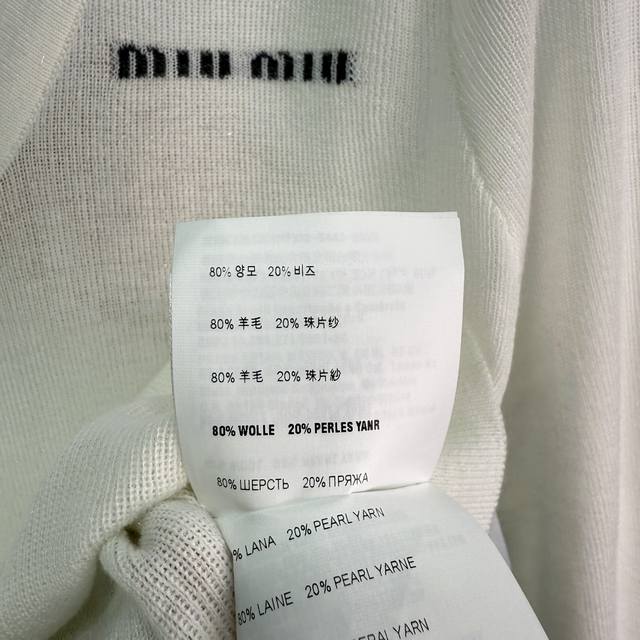 miu miu
80% 양모 20% 비즈
80% 羊毛 20% 珠片纱
80% 羊毛 20% 珠片紗
80% WOLLE 20% PERLES YANR
80% ШЕРСТЬ 20% ПРЯЖА
% LANA 20% PEARL YARN
80% LAINE 20% PEARL YARNE
YARN